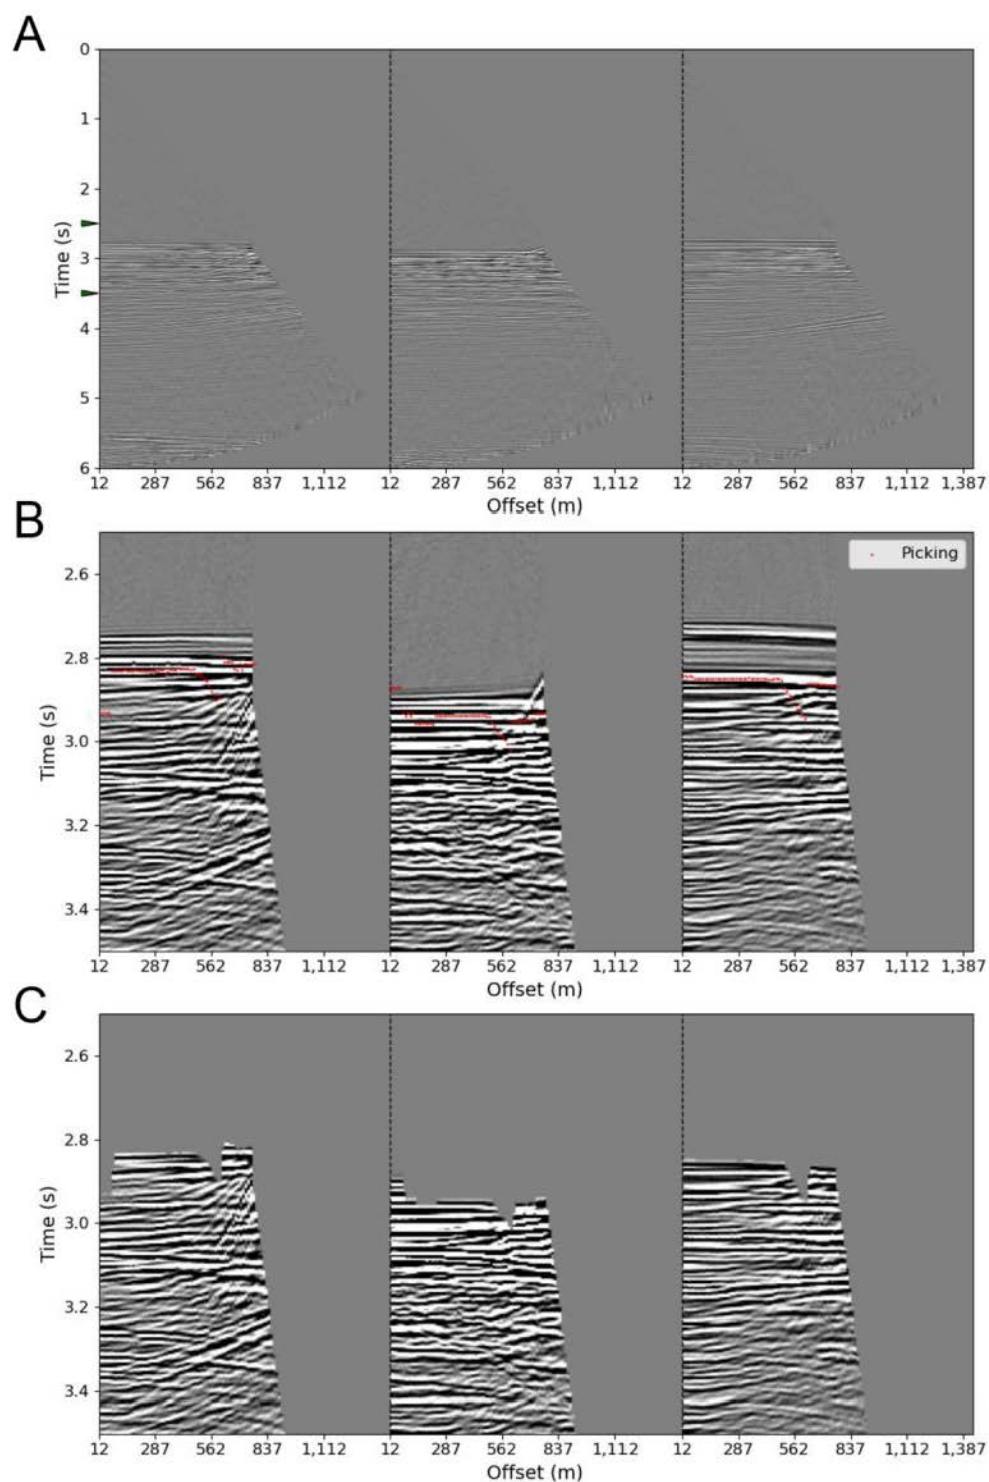 A
0
1
2
3
4
5
6
Time (s)
12 287 562 837 1,112 12 287 562 837 1,112 12 287 562 837 1,112 1,387
Offset (m) Offset (m) Offset (m)
B
Picking
2.6
2.8
3.0
3.2
3.4
Time (s)
12 287 562 837 1,112 12 287 562 837 1,112 12 287 562 837 1,112 1,387
Offset (m)
C
2.6
2.8
3.0
3.2
3.4
Time (s)
12 287 562 837 1,112 12 287 562 837 1,112 12 287 562 837 1,112 1,387
Offset (m)